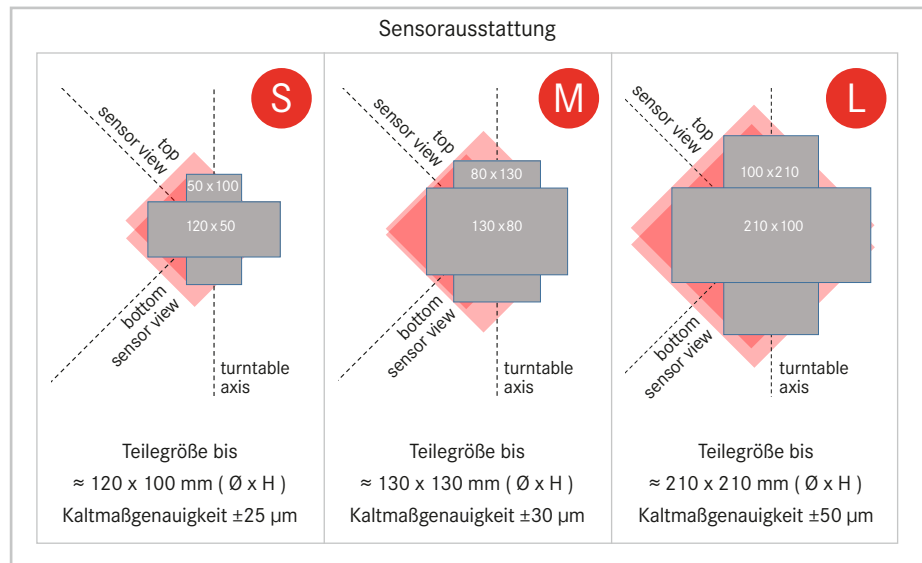 Sensorausstattung
S
top
sensor view
50 x 100
120 x 50
bottom
sensor view
turntable
axis
Teilegröße bis
≈ 120 x 100 mm ( Ø x H )
Kaltmaßgenauigkeit ±25 µm
M
top
sensor view
80 x 130
130 x 80
bottom
sensor view
turntable
axis
Teilegröße bis
≈ 130 x 130 mm ( Ø x H )
Kaltmaßgenauigkeit ±30 µm
L
top
sensor view
100 x 210
210 x 100
bottom
sensor view
turntable
axis
Teilegröße bis
≈ 210 x 210 mm ( Ø x H )
Kaltmaßgenauigkeit ±50 µm